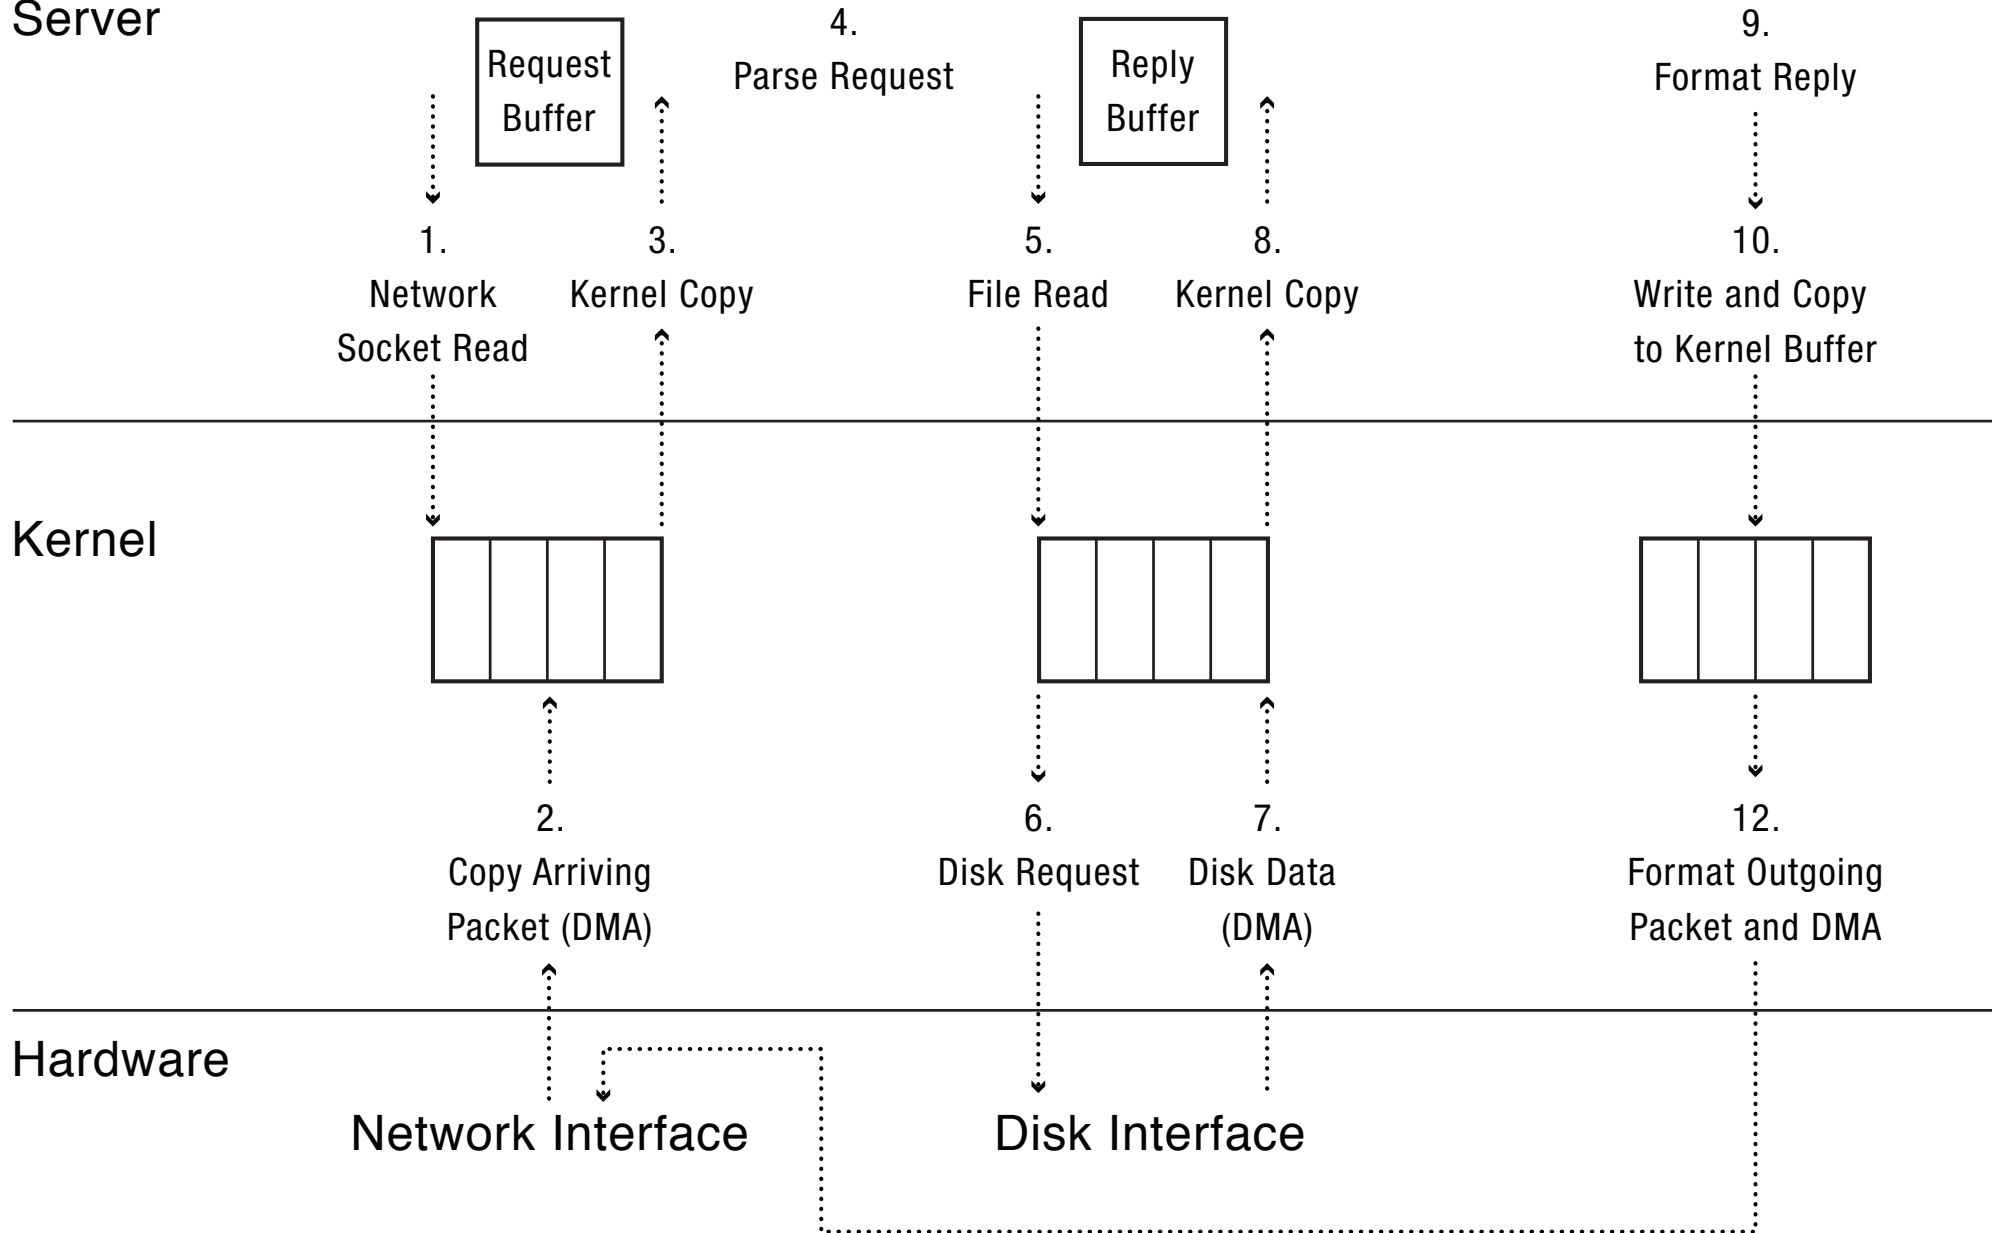 Server
Request
Buffer
4.
Parse Request
Reply
Buffer
9.
Format Reply
1.
Network
Socket Read
3.
Kernel Copy
5.
File Read
8.
Kernel Copy
10.
Write and Copy
to Kernel Buffer
Kernel
2.
Copy Arriving
Packet (DMA)
6.
Disk Request
7.
Disk Data
(DMA)
12.
Format Outgoing
Packet and DMA
Hardware
Network Interface
Disk Interface